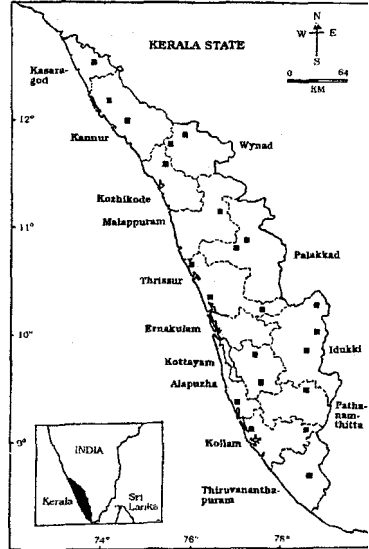 KERALA STATE
N
W E
S
0 64
KM
Kasara-
god
12°
Kannur
Wynad
Kozhikode
Malappuram
11°
Palakkad
Thrissur
Ernakulam
10°
Idukki
Kottayam
Alapuzha
Patha-
nam-
thitta
9°
Kollam
INDIA
Kerala
Sri
Lanka
Thiruvanantha-
puram
74° 76° 78°